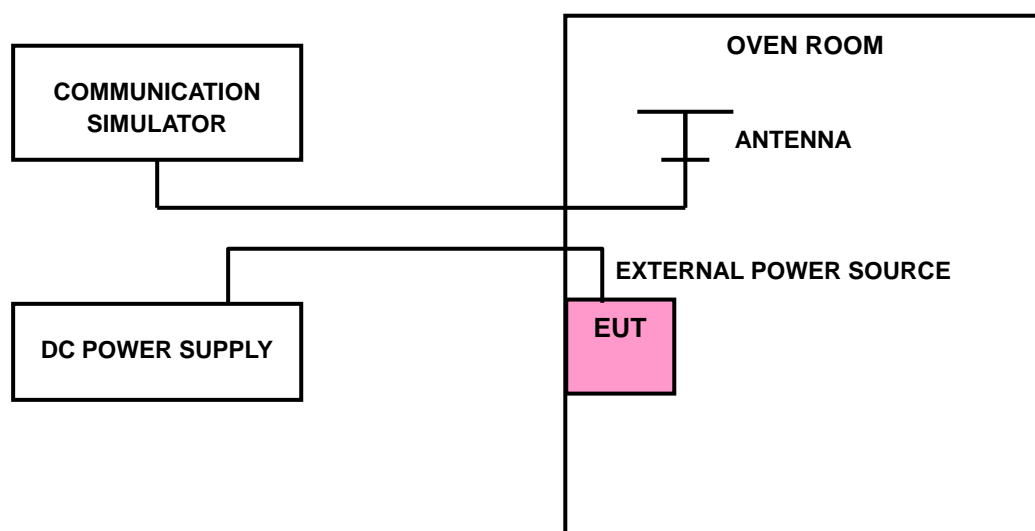 OVEN ROOM
COMMUNICATION
SIMULATOR
ANTENNA
EXTERNAL POWER SOURCE
EUT
DC POWER SUPPLY